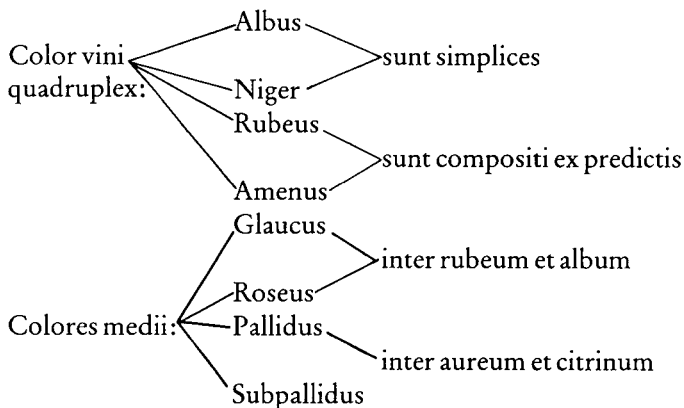 Albus
Color vini
sunt simplices
quadruplex:
Niger
Rubeus
sunt compositi ex predictis
Amenus
Glaucus
inter rubeum et album
Roseus
Colores medii:
Pallidus
inter aureum et citrinum
Subpallidus